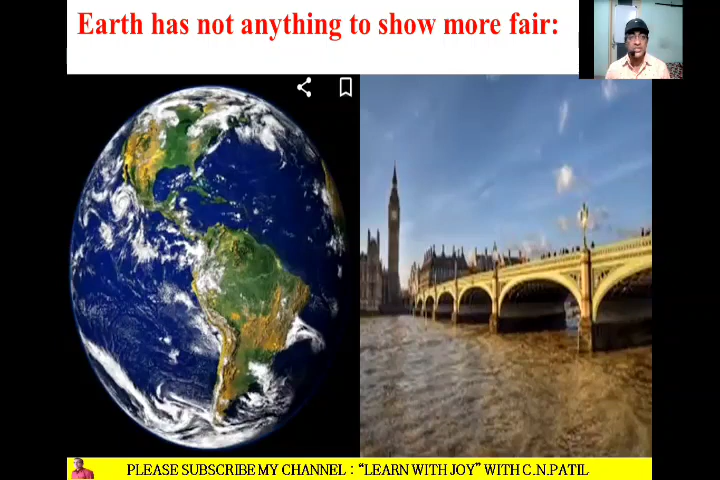 Earth has not anything to show more fair:
PLEASE SUBSCRIBE MY CHANNEL : “LEARN WITH JOY” WITH C.N.PATIL